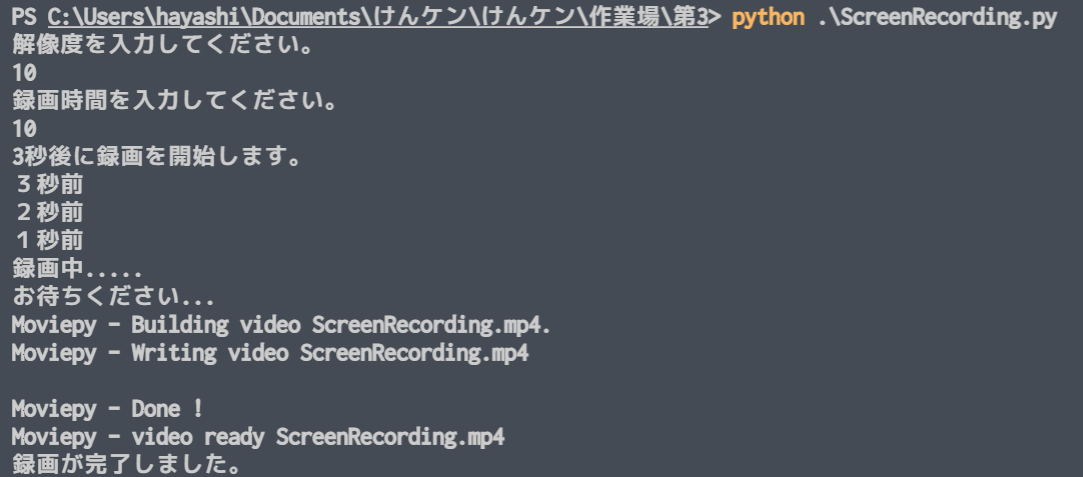 PS C:\Users\hayashi\Documents\けんケン\けんケン\作業場\第3> python .\ScreenRecording.py
解像度を入力してください。
10
録画時間を入力してください。
10
3秒後に録画を開始します。
３秒前
２秒前
１秒前
録画中.....
お待ちください...
Moviepy - Building video ScreenRecording.mp4.
Moviepy - Writing video ScreenRecording.mp4
Moviepy - Done !
Moviepy - video ready ScreenRecording.mp4
録画が完了しました。